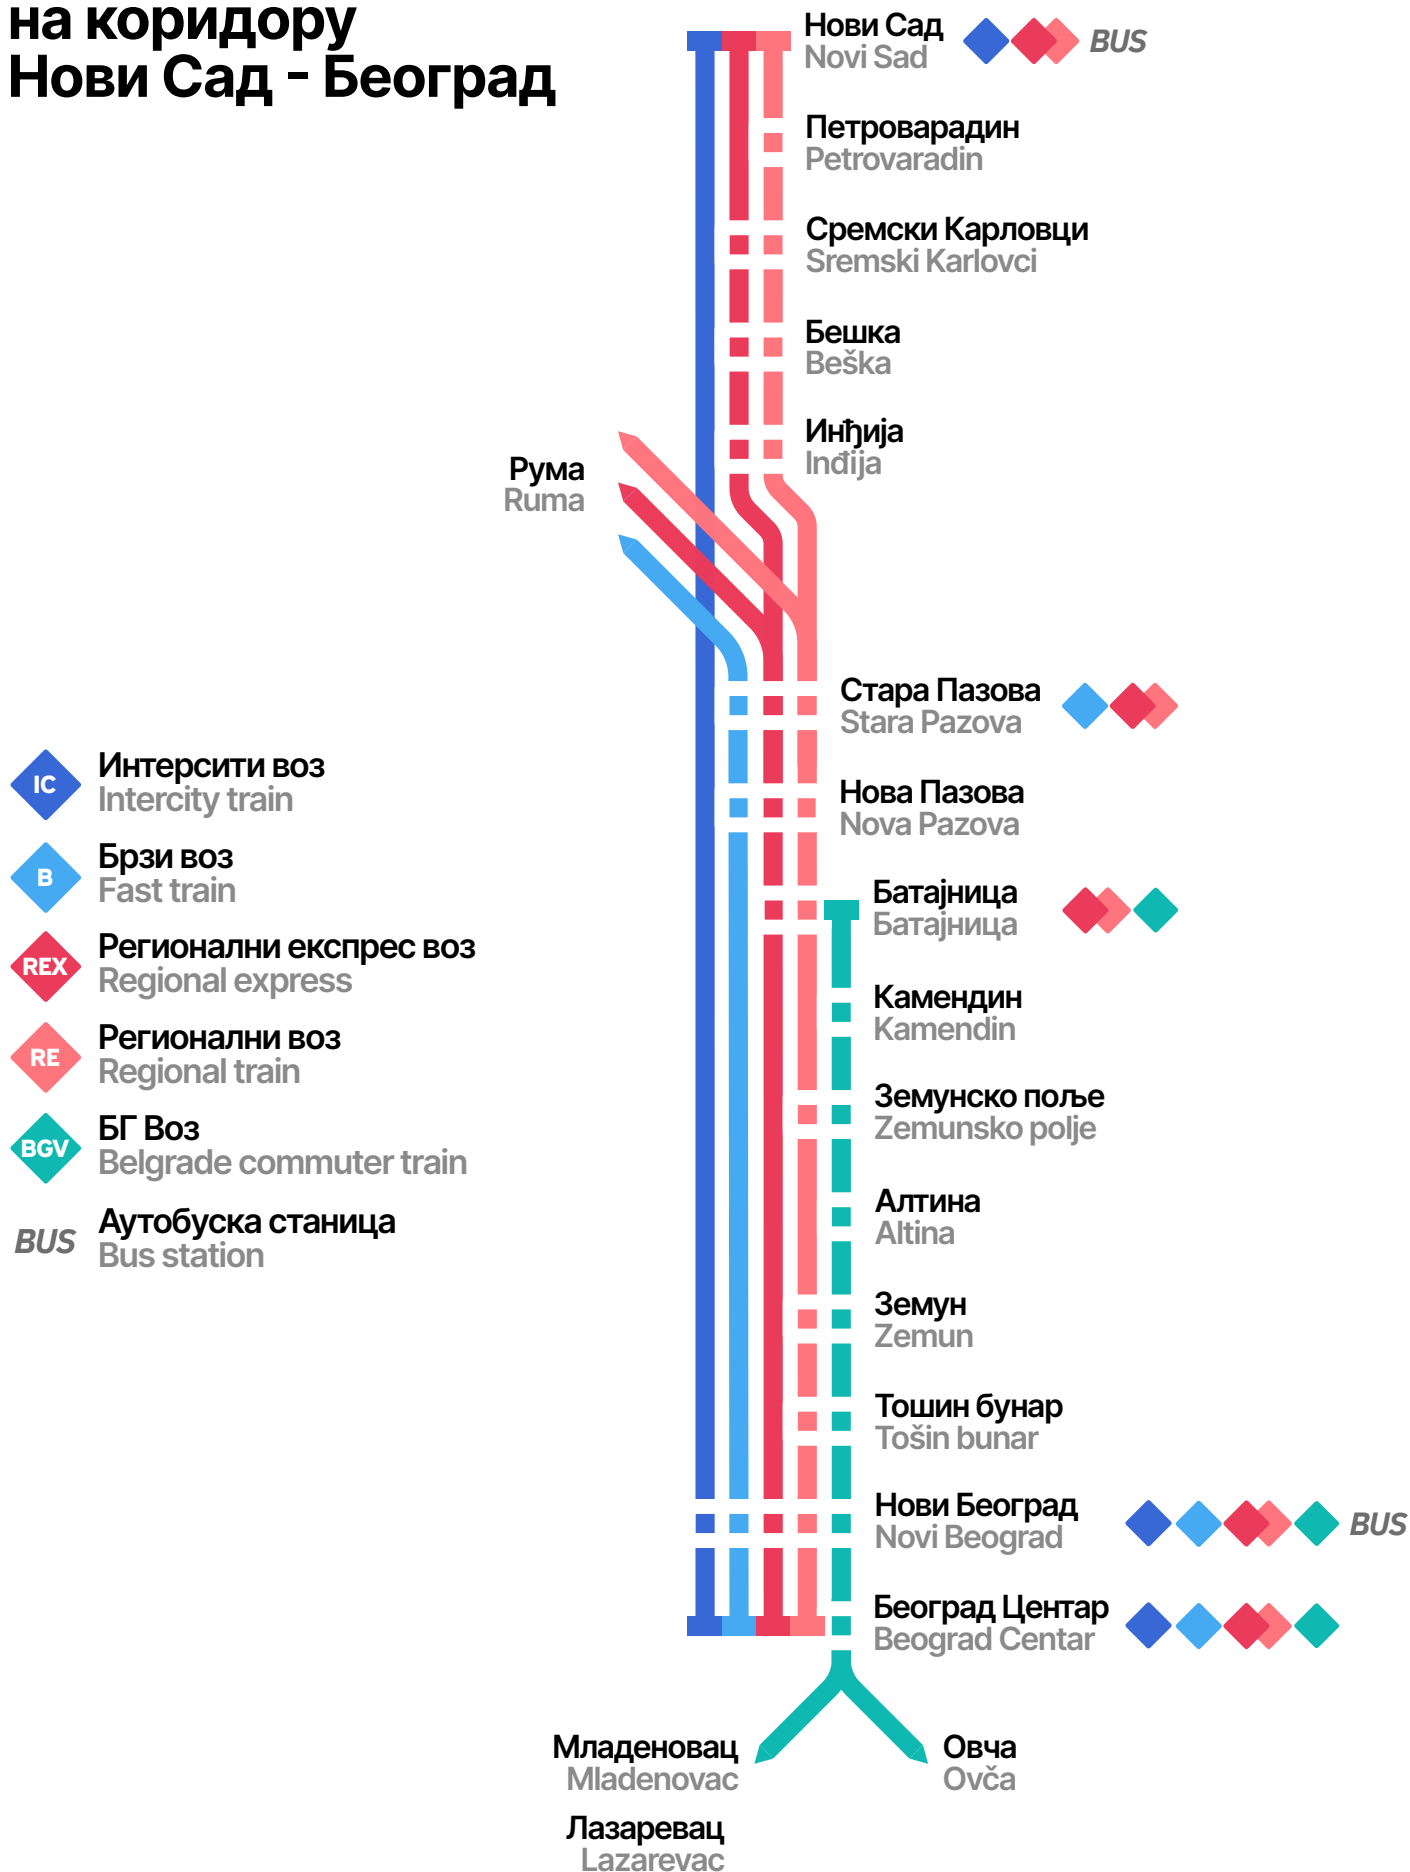 на коридору
Нови Сад - Београд
Нови Сад
Novi Sad
BUS
Петроварадин
Petrovaradin
Сремски Карловци
Sremski Karlovci
Бешка
Beška
Инђија
Inđija
Рума
Ruma
Стара Пазова
Stara Pazova
Нова Пазова
Nova Pazova
Батајница
Батајница
Камендин
Kamendin
Земунско поље
Zemunsko polje
Алтина
Altina
Земун
Zemun
Тошин бунар
Tošin bunar
Нови Београд
Novi Beograd
BUS
Београд Центар
Beograd Centar
Младеновац
Mladenovac
Лазаревац
Lazarevac
Овча
Ovča
IC
Интерсити воз
Intercity train
B
Брзи воз
Fast train
REX
Регионални експрес воз
Regional express
RE
Регионални воз
Regional train
BGV
БГ Воз
Belgrade commuter train
BUS
Аутобуска станица
Bus station